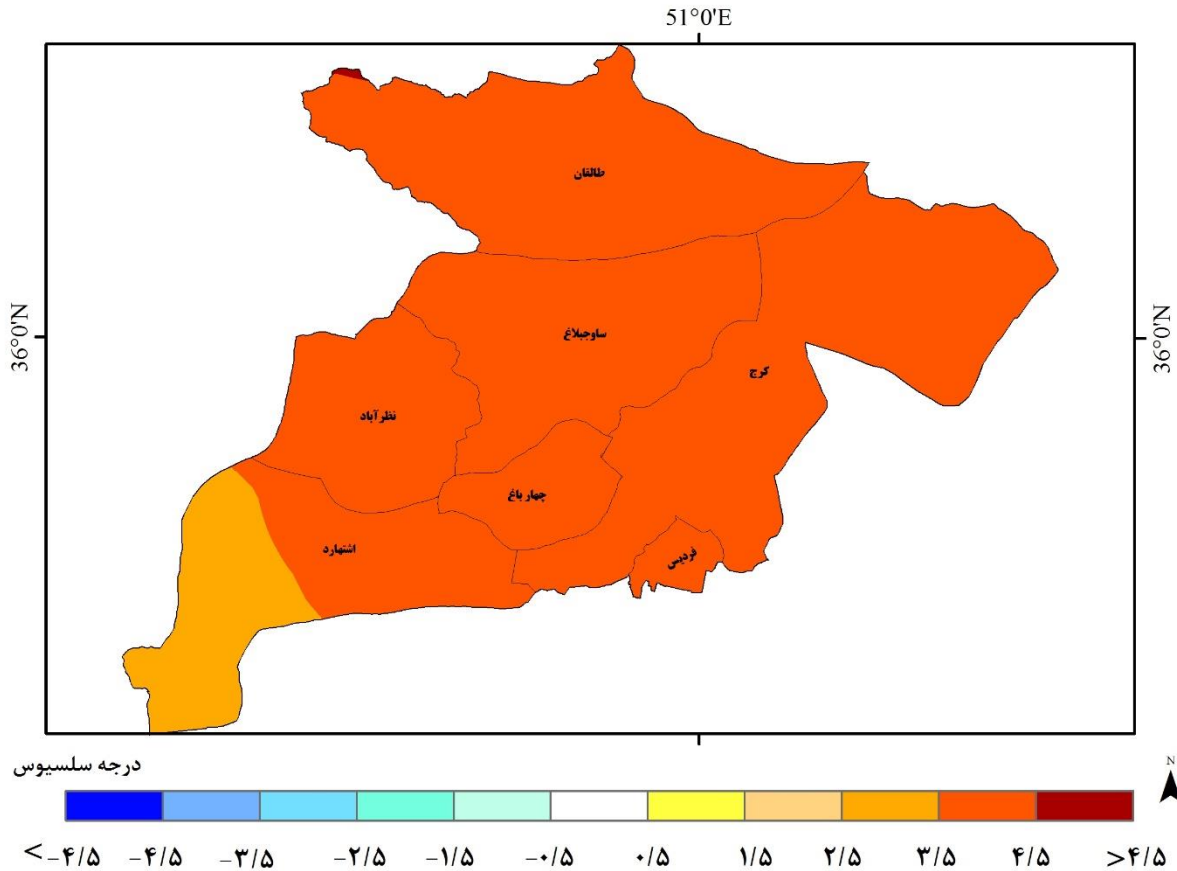 51°0'E
طالقان
36°0'N
ساوجبلاغ
36°0'N
کرج
نظرآباد
چهارباغ
اشتهارد
فردیس
درجه سلسیوس
N
<-۴/۵ -۴/۵ -۳/۵ -۲/۵ -۱/۵ -۰/۵ ۰/۵ ۱/۵ ۲/۵ ۳/۵ ۴/۵ >۴/۵